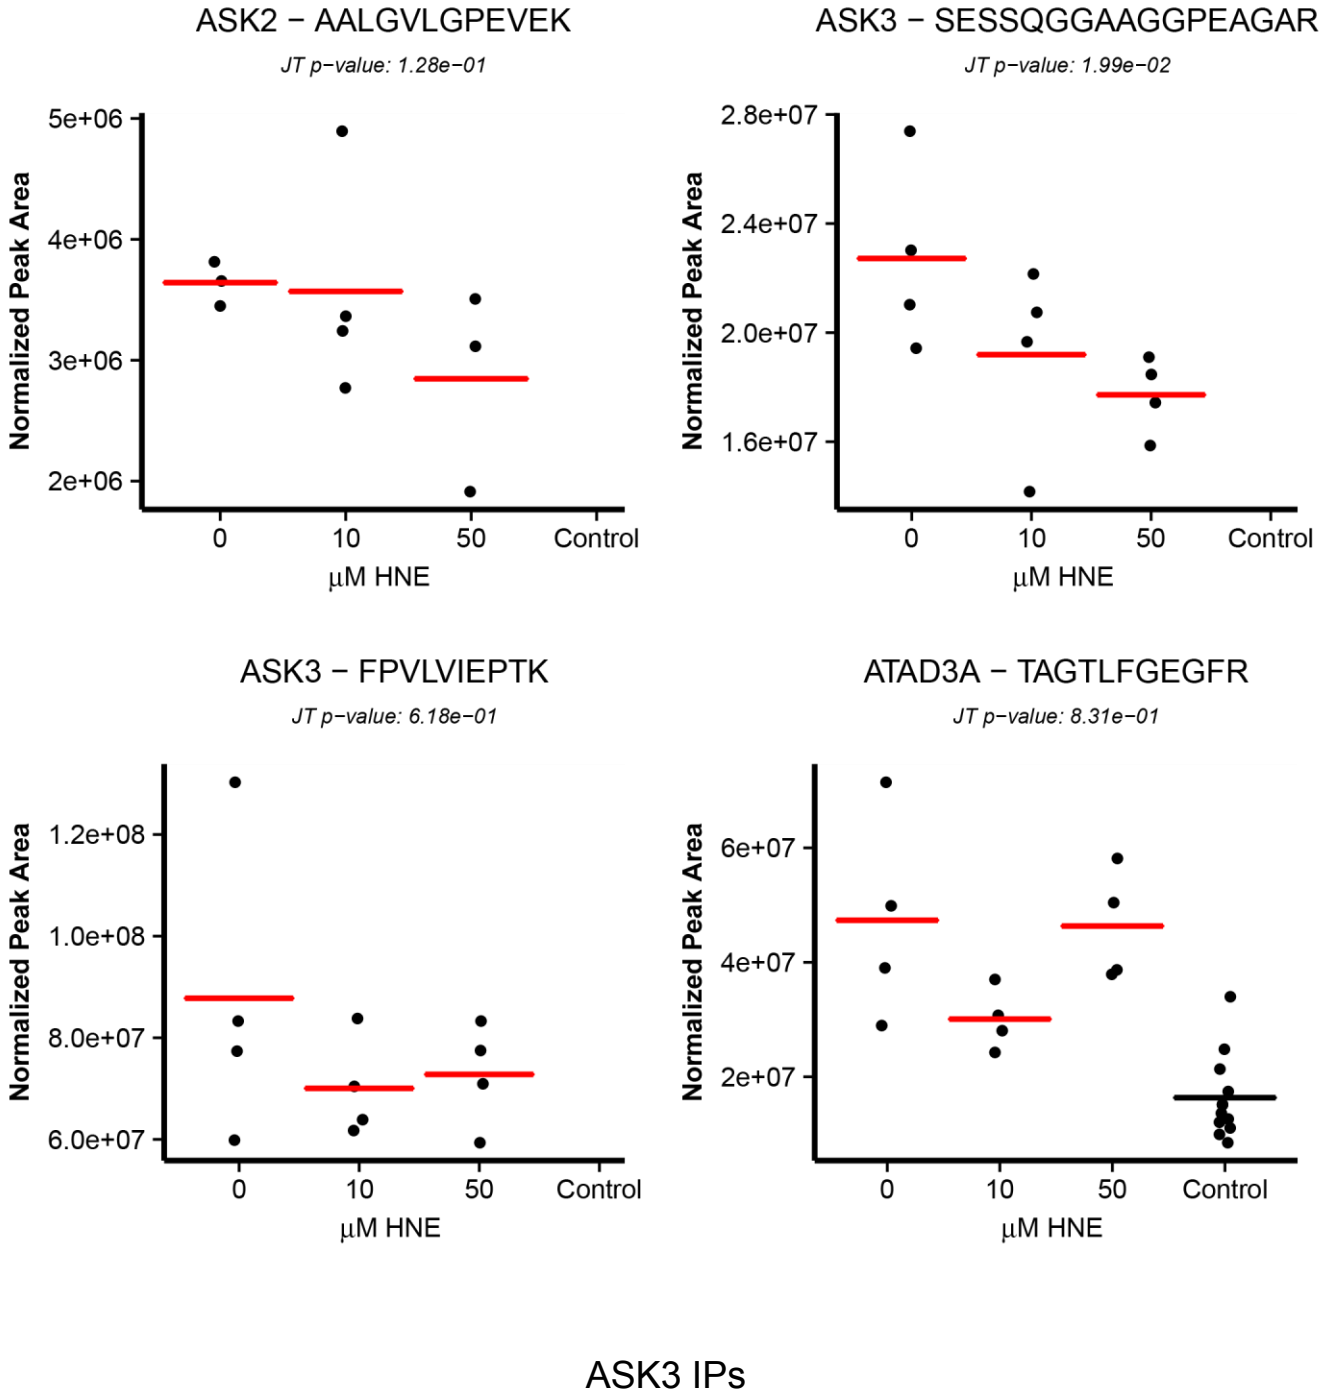 ASK2 − AALGVLGPEVEK
JT p−value: 1.28e−01
Normalized Peak Area
5e+06
4e+06
3e+06
2e+06
0 10 50 Control
μM HNE
ASK3 − SESSQGGAAGGPEAGAR
JT p−value: 1.99e−02
Normalized Peak Area
2.8e+07
2.4e+07
2.0e+07
1.6e+07
0 10 50 Control
μM HNE
ASK3 − FPVLVIEPTK
JT p−value: 6.18e−01
Normalized Peak Area
1.2e+08
1.0e+08
8.0e+07
6.0e+07
0 10 50 Control
μM HNE
ATAD3A − TAGTLFGEGFR
JT p−value: 8.31e−01
Normalized Peak Area
6e+07
4e+07
2e+07
0 10 50 Control
μM HNE
ASK3 IPs